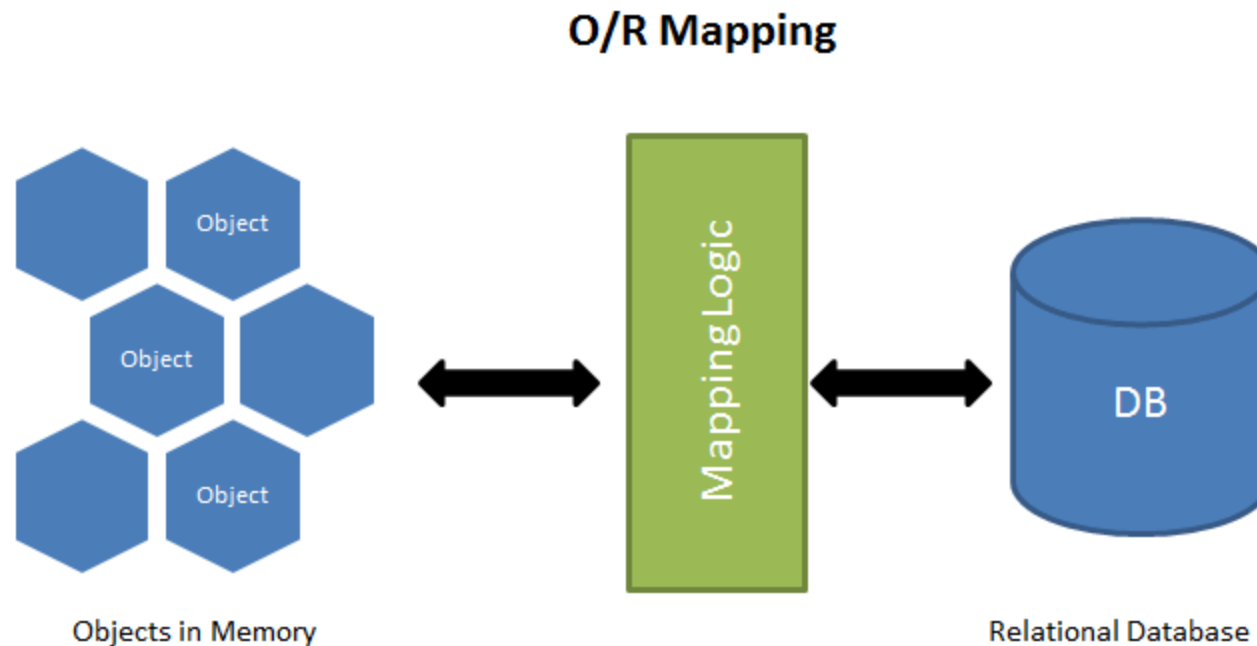 O/R Mapping
Object
Object
Object
Mapping Logic
DB
Objects in Memory
Relational Database